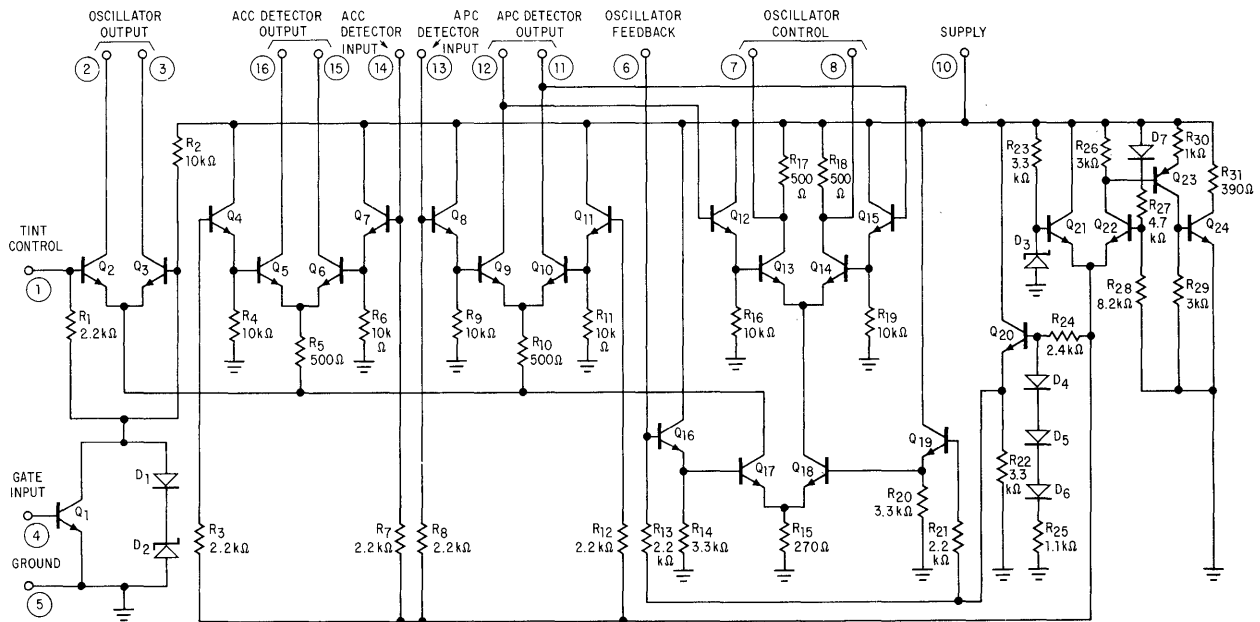 OSCILLATOR OUTPUT
ACC DETECTOR OUTPUT
ACC DETECTOR INPUT
APC DETECTOR INPUT
APC DETECTOR OUTPUT
OSCILLATOR FEEDBACK
OSCILLATOR CONTROL
SUPPLY
2 3 16 15 14 13 12 11 6 7 8 10
R2 10kΩ
R17 500 Ω
R18 500 Ω
R23 3.3 kΩ
R26 3kΩ
D7
R30 1kΩ
Q23
R31 390Ω
Q4 Q7 Q8 Q11 Q12 Q15
Q21 Q22
R27 4.7 kΩ
Q24
TINT CONTROL
1
Q2 Q3 Q5 Q6 Q9 Q10 Q13 Q14
D3
R1 2.2kΩ
R4 10kΩ
R5 500Ω
R6 10k Ω
R9 10kΩ
R10 500Ω
R11 10k Ω
R16 10kΩ
R19 10kΩ
Q20
R24 2.4kΩ
R28 8.2kΩ
R29 3kΩ
D4
D5
D6
R22 3.3 kΩ
R25 1.1kΩ
Q16 Q17 Q18 Q19
D1
D2
GATE INPUT
4
Q1
R3 2.2kΩ
R7 2.2kΩ
R8 2.2kΩ
R12 2.2kΩ
R13 2.2 kΩ
R14 3.3kΩ
R15 270Ω
R20 3.3kΩ
R21 2.2 kΩ
GROUND
5